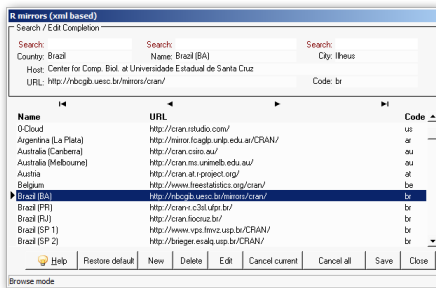 R mirrors (xml based)
Search / Edit Completion
Search: Search: Search:
Country: Brazil Name: Brazil (BA) City: Ilheus
Host: Center for Comp. Biol. at Universidade Estadual de Santa Cruz
URL: http://nbcgib.uesc.br/mirrors/cran/ Code: br
Name URL Code
0-Cloud http://cran.rstudio.com/ us
Argentina (La Plata) http://mirror.fcaglp.unlp.edu.ar/CRAN/ ar
Australia (Canberra) http://cran.csiro.au/ au
Australia (Melbourne) http://cran.ms.unimelb.edu.au/ au
Austria http://cran.at.r-project.org/ at
Belgium http://www.freestatistics.org/cran/ be
Brazil (BA) http://nbcgib.uesc.br/mirrors/cran/ br
Brazil (PR) http://cran-r.c3sl.ufpr.br/ br
Brazil (RJ) http://cran.fiocruz.br/ br
Brazil (SP 1) http://www.vps.fmvz.usp.br/CRAN/ br
Brazil (SP 2) http://brieger.esalq.usp.br/CRAN/ br
Help Restore default New Delete Edit Cancel current Cancel all Save Close
Browse mode